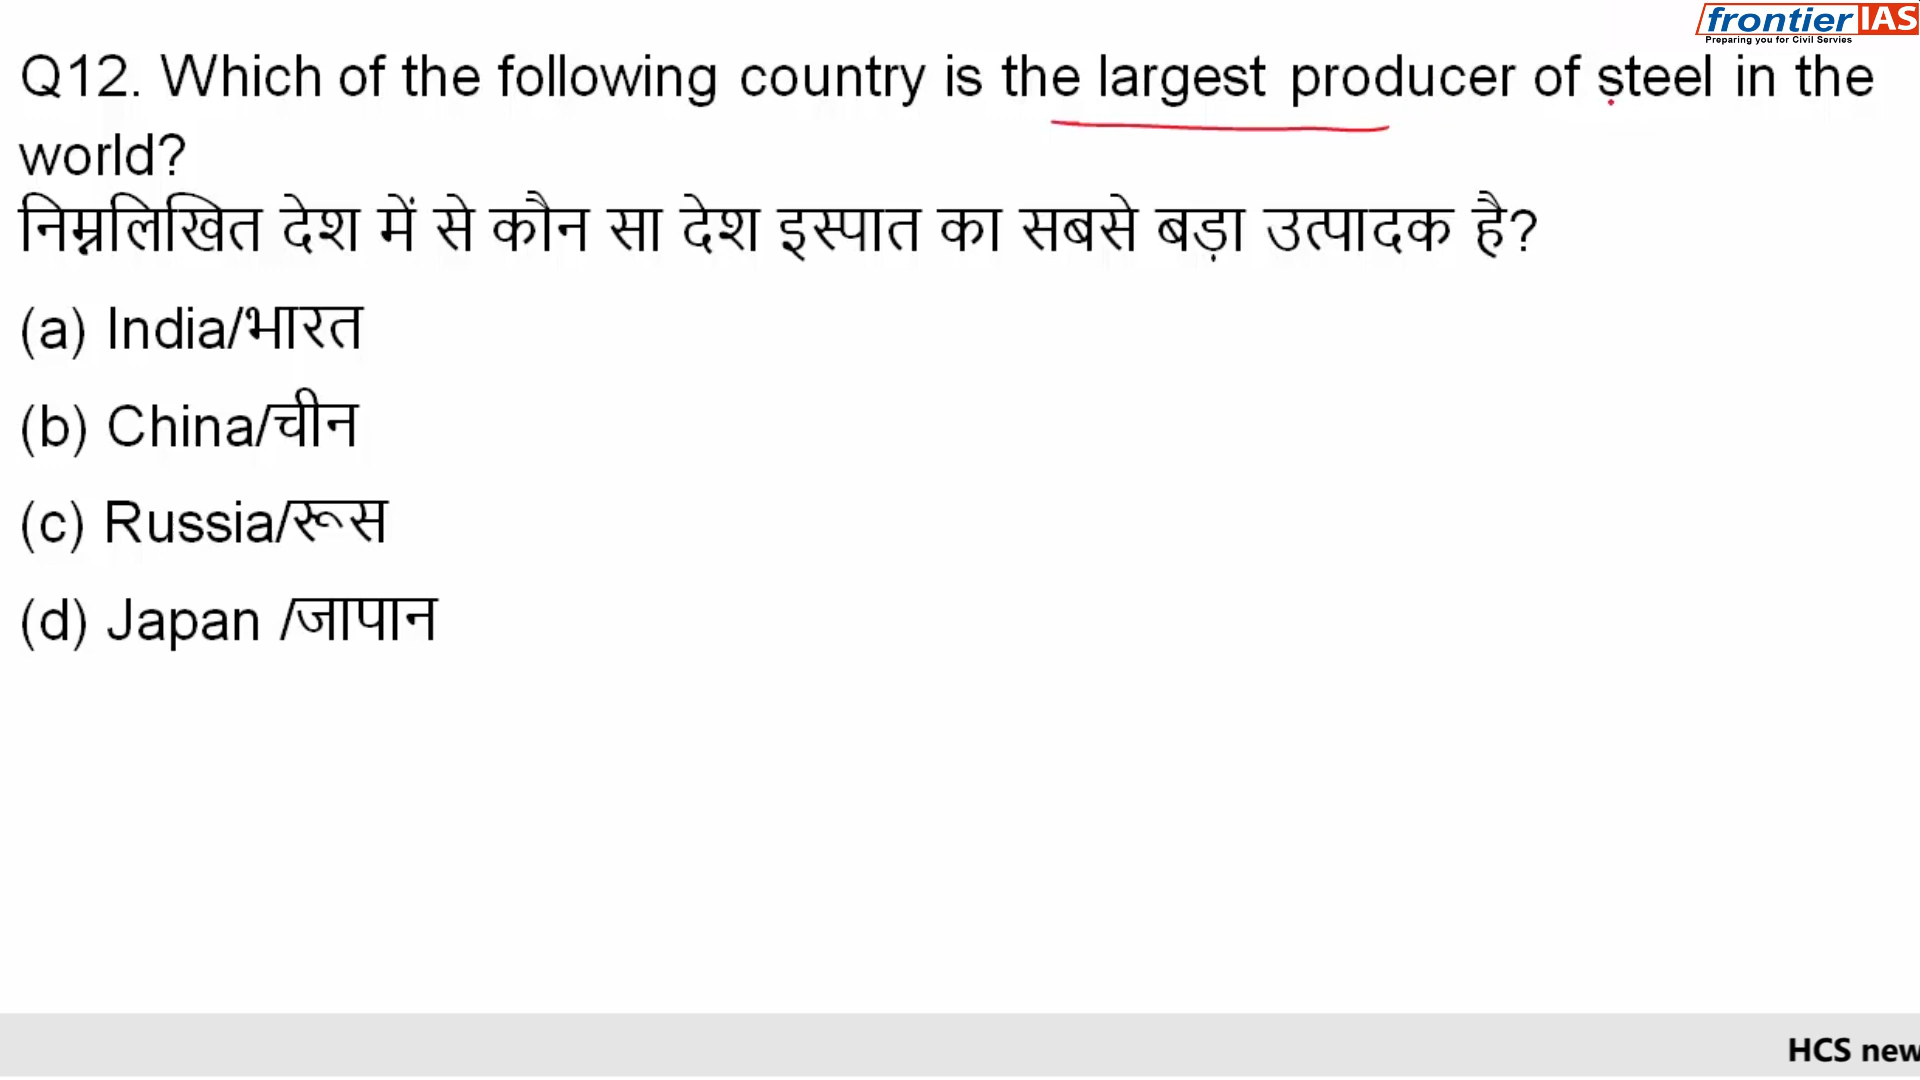 frontier IAS
Preparing you for Civil Servies
Q12. Which of the following country is the largest producer of steel in the
world?
निम्नलिखित देश में से कौन सा देश इस्पात का सबसे बड़ा उत्पादक है?
(a) India/भारत
(b) China/चीन
(c) Russia/रूस
(d) Japan /जापान
HCS new